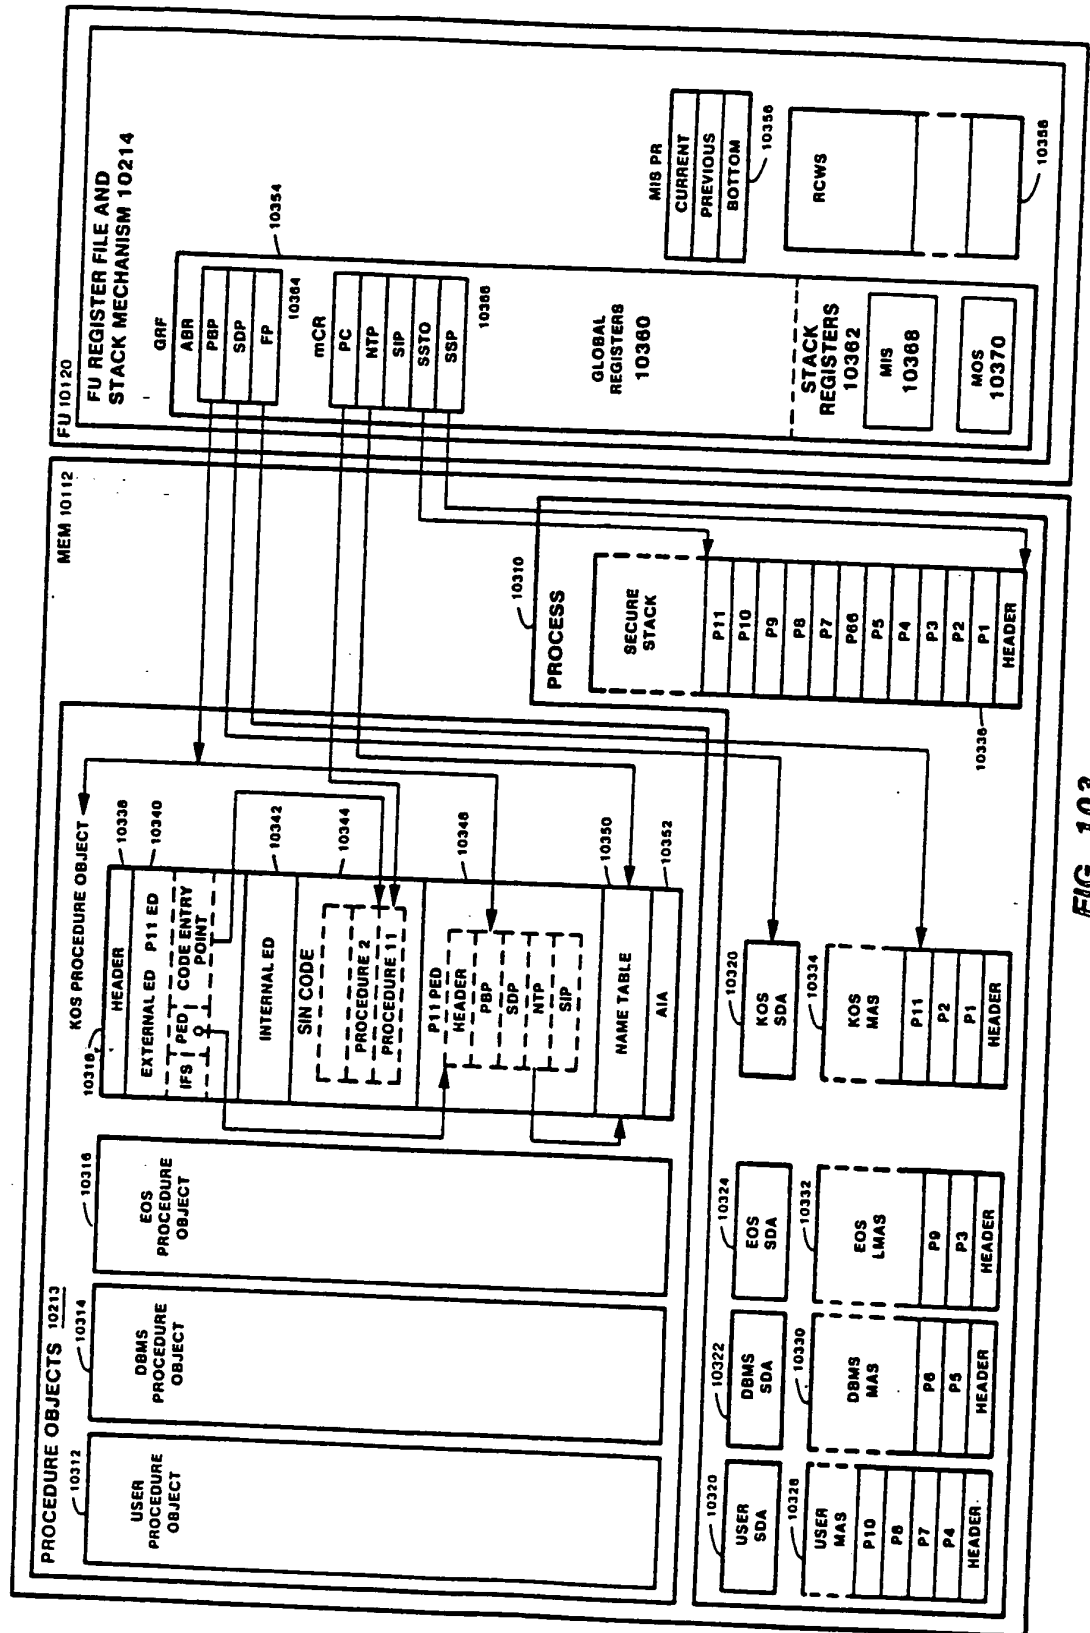 PROCEDURE OBJECTS 10213
10312
USER
PROCEDURE
OBJECT
10314
DBMS
PROCEDURE
OBJECT
10316
EOS
PROCEDURE
OBJECT
KOS PROCEDURE OBJECT
10318
HEADER
10338
EXTERNAL ED P11 ED
10340
IFS PED CODE ENTRY
POINT
INTERNAL ED
10342
SIN CODE
10344
PROCEDURE 2
PROCEDURE 11
P11 PED
10348
HEADER
PBP
SDP
NTP
SIP
NAME TABLE
10350
AIA
10352
MEM 10112
10320
USER
SDA
10322
DBMS
SDA
10324
EOS
SDA
10320
KOS
SDA
10328
USER
MAS
P10
P8
P7
P4
HEADER
10330
DBMS
MAS
P6
P5
HEADER
10332
EOS
LMAS
P9
P3
HEADER
10334
KOS
MAS
P11
P2
P1
HEADER
10310
PROCESS
SECURE
STACK
P11
P10
P9
P8
P7
P66
P5
P4
P3
P2
P1
HEADER
10336
FU 10120
FU REGISTER FILE AND
STACK MECHANISM 10214
GRF
10354
ABR
PBP
SDP
FP
10364
mCR
PC
NTP
SIP
SSTO
SSP
10366
GLOBAL
REGISTERS
10360
STACK
REGISTERS
10362
MIS
10368
MOS
10370
MIS PR
CURRENT
PREVIOUS
BOTTOM
10356
RCWS
10358
FIG 103